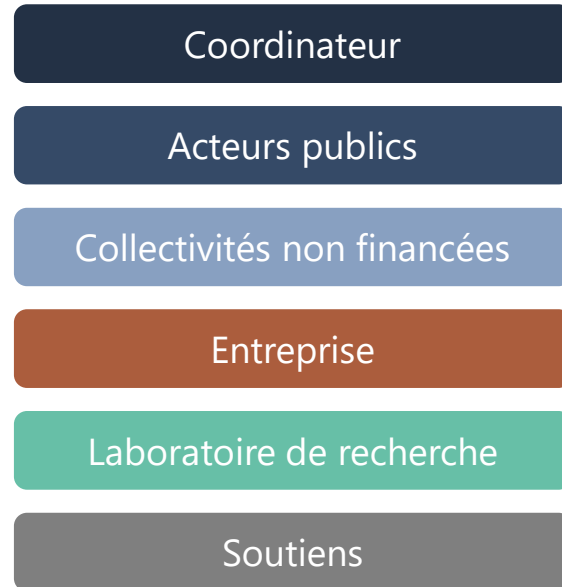 Coordinateur
Acteurs publics
Collectivités non financées
Entreprise
Laboratoire de recherche
Soutiens